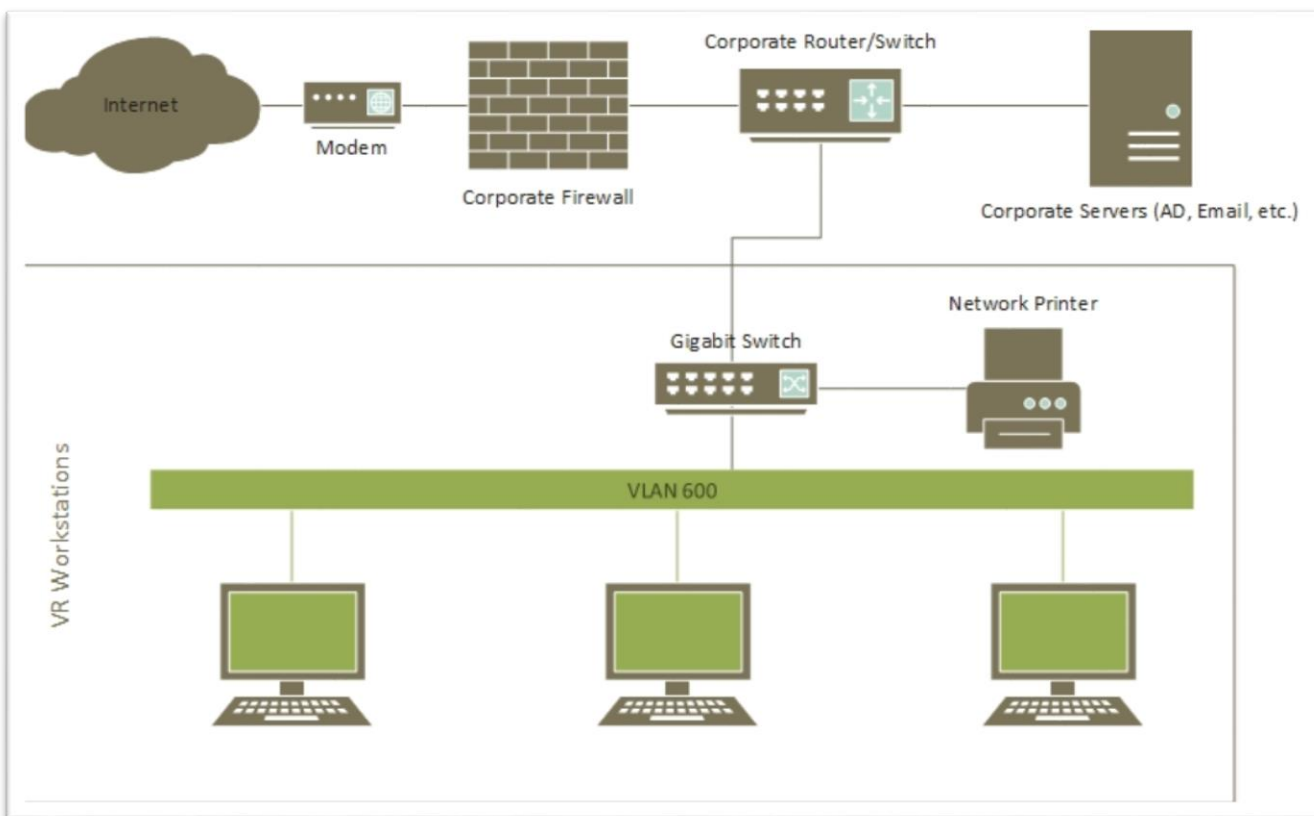 Internet
Modem
Corporate Firewall
Corporate Router/Switch
Corporate Servers (AD, Email, etc.)
Network Printer
Gigabit Switch
VR Workstations
VLAN 600